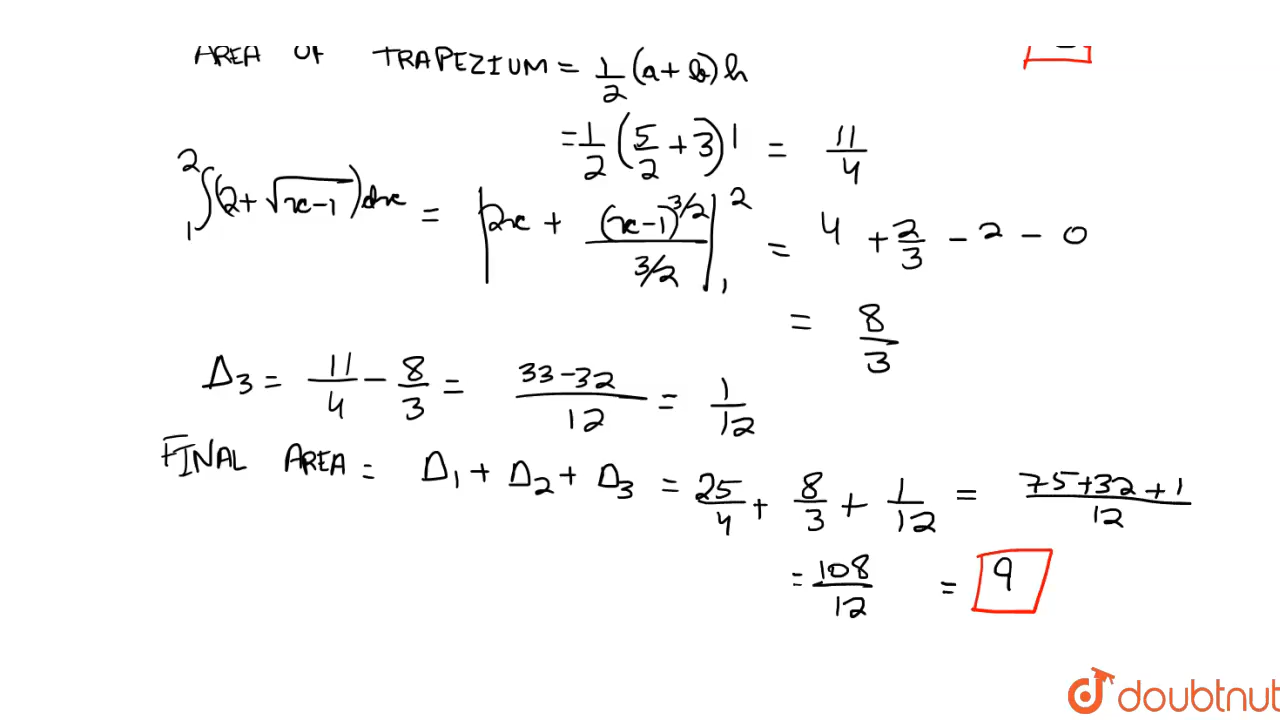 AREA OF TRAPEZIUM = 1/2 (a + b) h
= 1/2 (5/2 + 3) 1 = 11/4
∫₁² (2 + √(x-1)) dx = |2x + (x-1)^(3/2) / (3/2)|₁² = 4 + 2/3 - 2 - 0
= 8/3
Δ₃ = 11/4 - 8/3 = (33-32)/12 = 1/12
FINAL AREA = Δ₁ + Δ₂ + Δ₃ = 25/4 + 8/3 + 1/12 = (75+32+1)/12
= 108/12 = 9
doubtnut